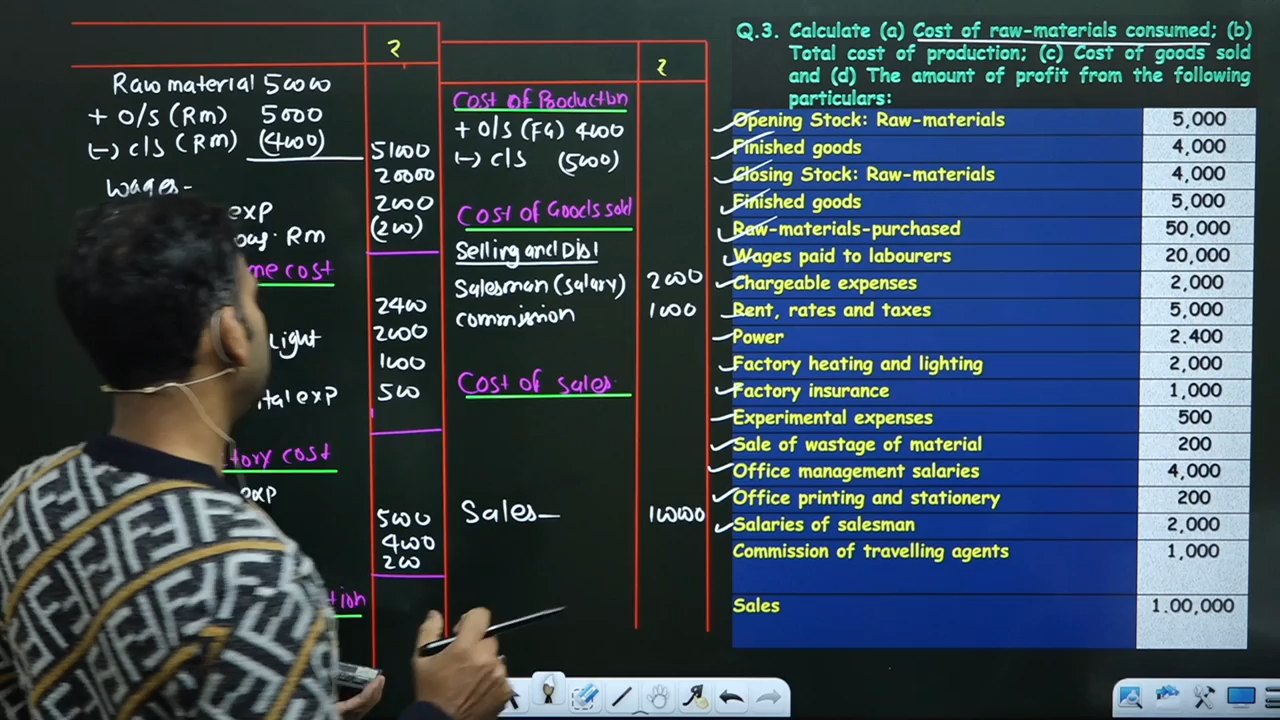 ₹
Raw material 50000
+ O/S (Rm) 5000
(-) c/s (Rm) (4000)
51000
Wages- 20000
exp 2000
Rm (200)
me cost
2400
Light 2000
1000
tal exp 500
tory cost
exp
5000
4000
200
tion
₹
Cost of Production
+ O/S (FG) 4000
(-) c/s (5000)
Cost of Goods sold
Selling and Dist
Salesman (salary) 2000
commission 1000
Cost of Sales.
Sales- 100000
Q.3. Calculate (a) Cost of raw-materials consumed; (b)
Total cost of production; (c) Cost of goods sold
and (d) The amount of profit from the following
particulars:
Opening Stock: Raw-materials 5,000
Finished goods 4,000
Closing Stock: Raw-materials 4,000
Finished goods 5,000
Raw-materials-purchased 50,000
Wages paid to labourers 20,000
Chargeable expenses 2,000
Rent, rates and taxes 5,000
Power 2.400
Factory heating and lighting 2,000
Factory insurance 1,000
Experimental expenses 500
Sale of wastage of material 200
Office management salaries 4,000
Office printing and stationery 200
Salaries of salesman 2,000
Commission of travelling agents 1,000
Sales 1.00,000